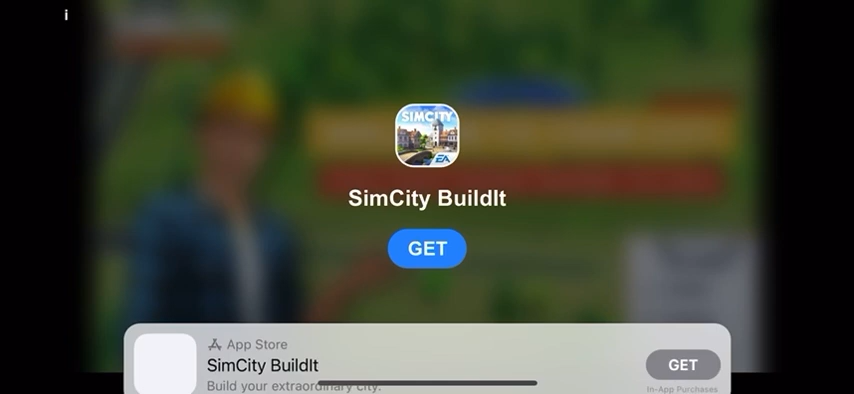 i
SIMCITY
EA
SimCity BuildIt
GET
App Store
SimCity BuildIt
GET
Build your extraordinary city.
In-App Purchases